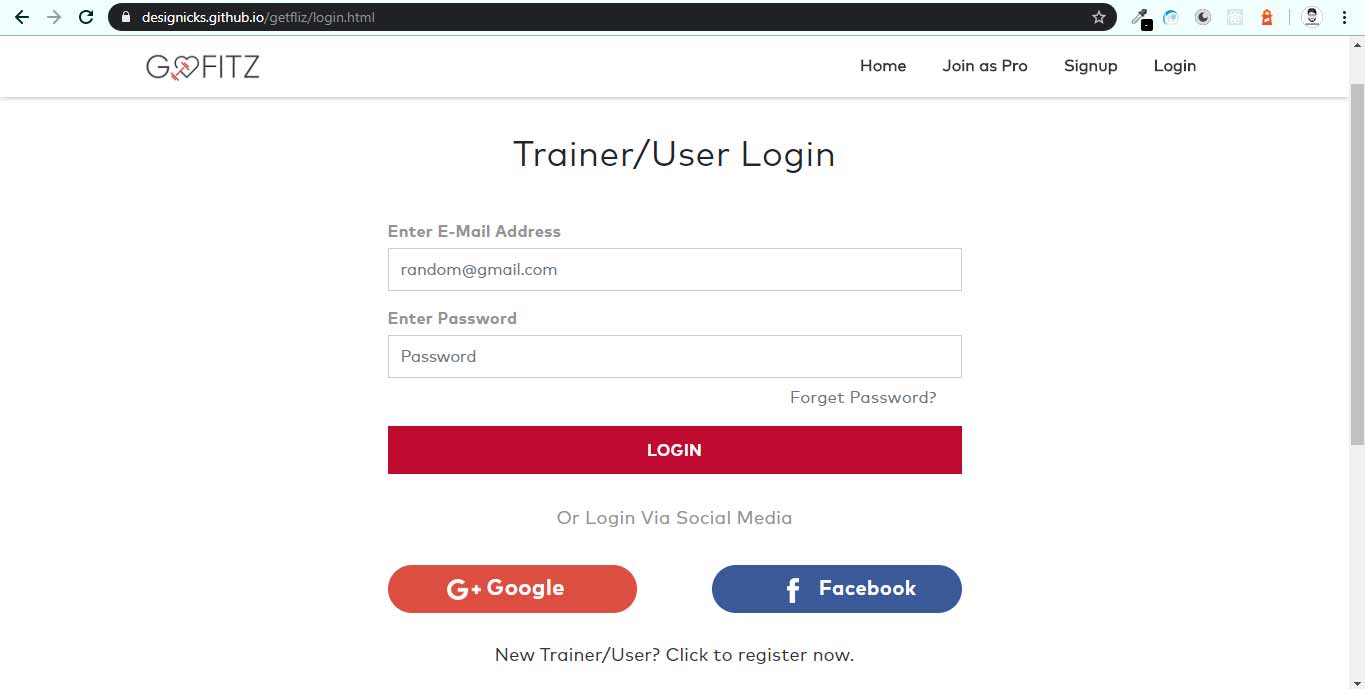 designicks.github.io/getfliz/login.html
GOFITZ
Home Join as Pro Signup Login
Trainer/User Login
Enter E-Mail Address
random@gmail.com
Enter Password
Password
Forget Password?
LOGIN
Or Login Via Social Media
G+ Google
f Facebook
New Trainer/User? Click to register now.